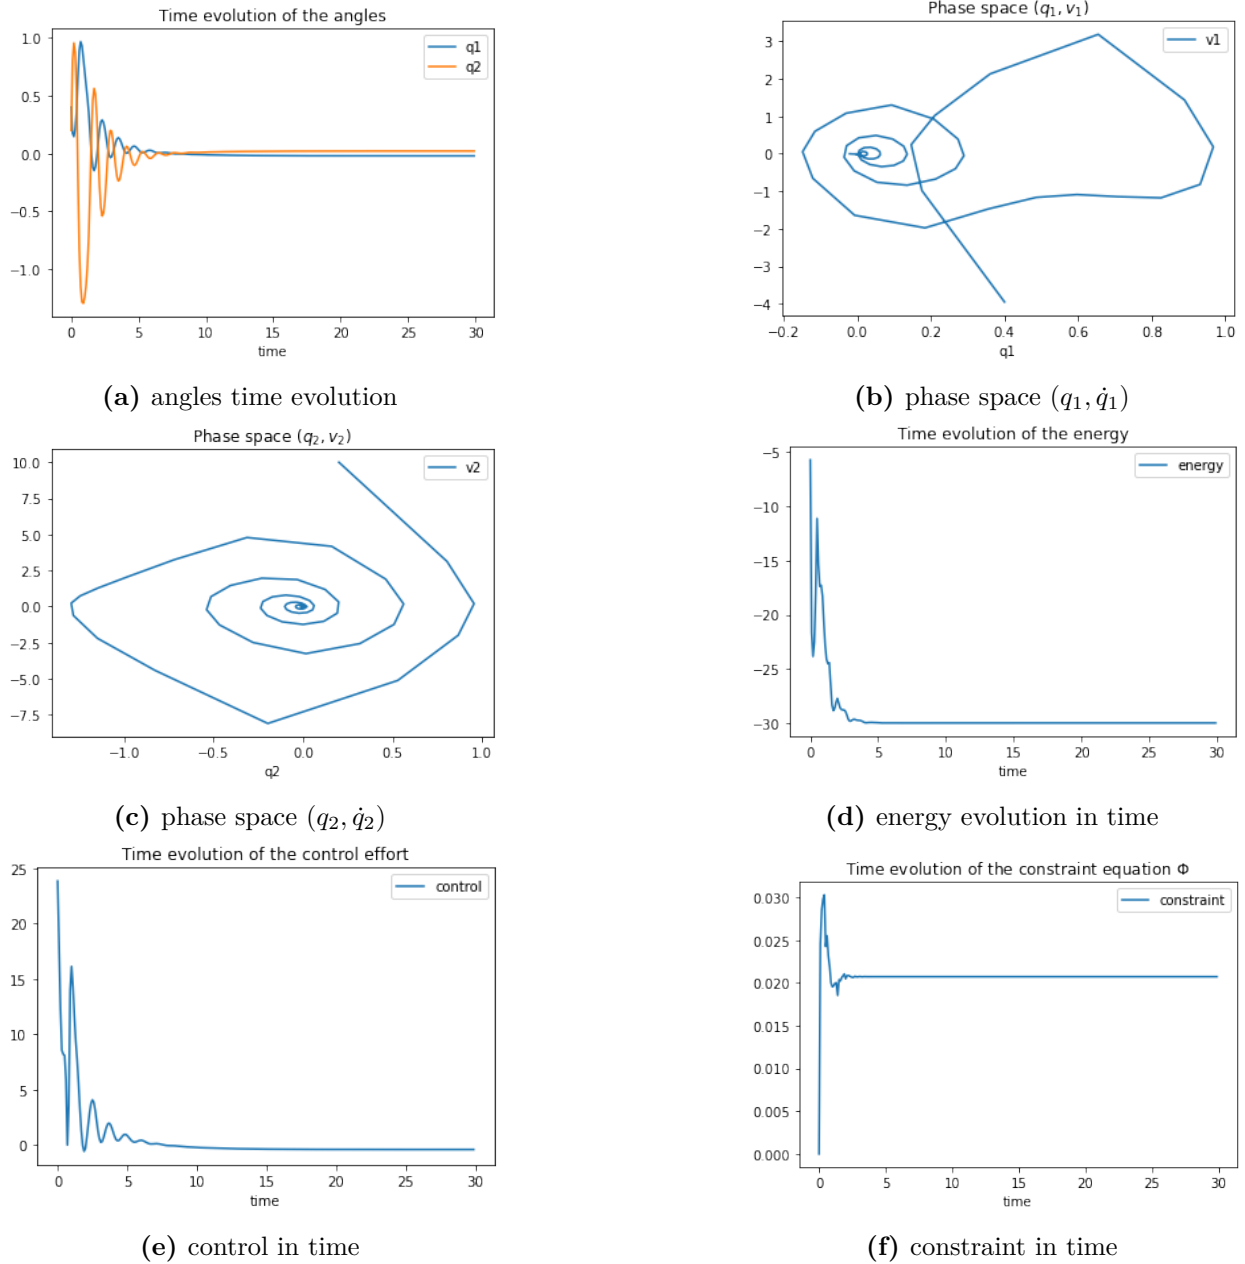 Time evolution of the angles
1.0
0.5
0.0
−0.5
−1.0
q1
q2
0 5 10 15 20 25 30
time
(a) angles time evolution
Phase space (q₁, v₁)
3
2
1
0
−1
−2
−3
−4
v1
−0.2 0.0 0.2 0.4 0.6 0.8 1.0
q1
(b) phase space (q₁, q̇₁)
Phase space (q₂, v₂)
10.0
7.5
5.0
2.5
0.0
−2.5
−5.0
−7.5
v2
−1.0 −0.5 0.0 0.5 1.0
q2
(c) phase space (q₂, q̇₂)
Time evolution of the energy
−5
−10
−15
−20
−25
−30
energy
0 5 10 15 20 25 30
time
(d) energy evolution in time
Time evolution of the control effort
25
20
15
10
5
0
control
0 5 10 15 20 25 30
time
(e) control in time
Time evolution of the constraint equation Φ
0.030
0.025
0.020
0.015
0.010
0.005
0.000
constraint
0 5 10 15 20 25 30
time
(f) constraint in time